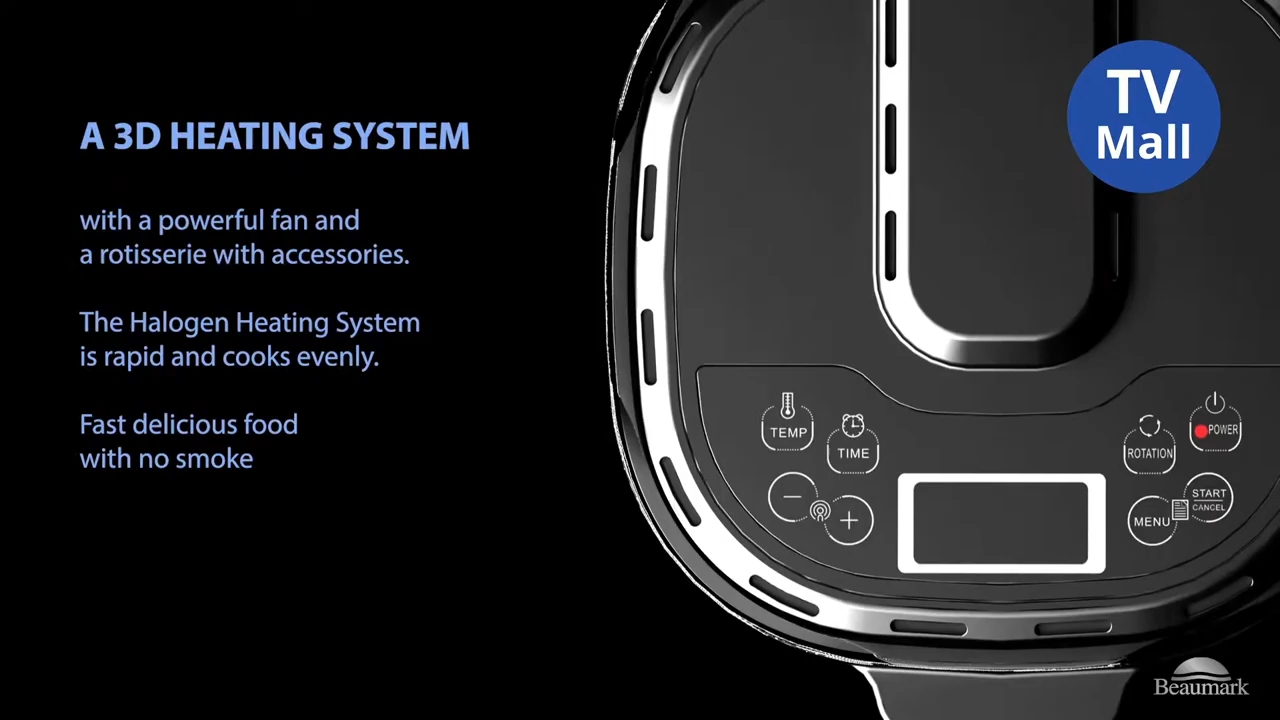 A 3D HEATING SYSTEM
with a powerful fan and
a rotisserie with accessories.
The Halogen Heating System
is rapid and cooks evenly.
Fast delicious food
with no smoke
TV
Mall
TEMP
TIME
ROTATION
POWER
START
CANCEL
MENU
Beaumark